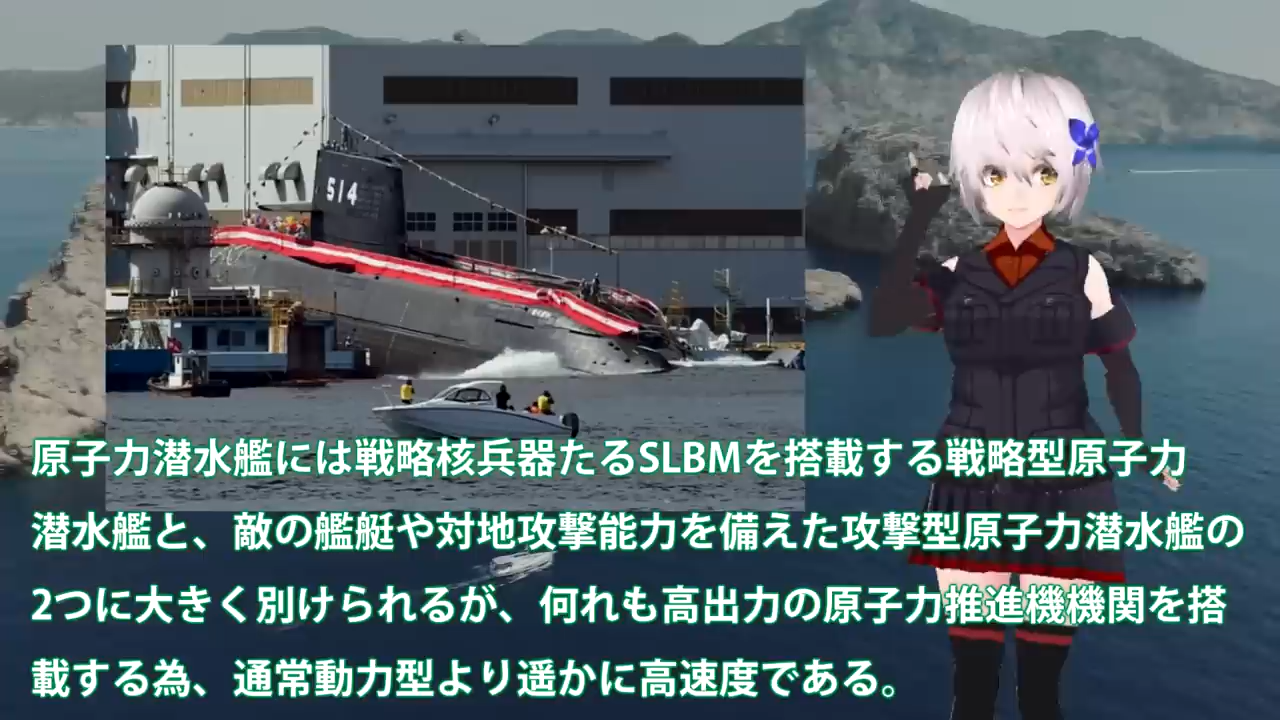 514
原子力潜水艦には戦略核兵器たるSLBMを搭載する戦略型原子力
潜水艦と、敵の艦艇や対地攻撃能力を備えた攻撃型原子力潜水艦の
2つに大きく別けられるが、何れも高出力の原子力推進機機関を搭
載する為、通常動力型より遥かに高速度である。